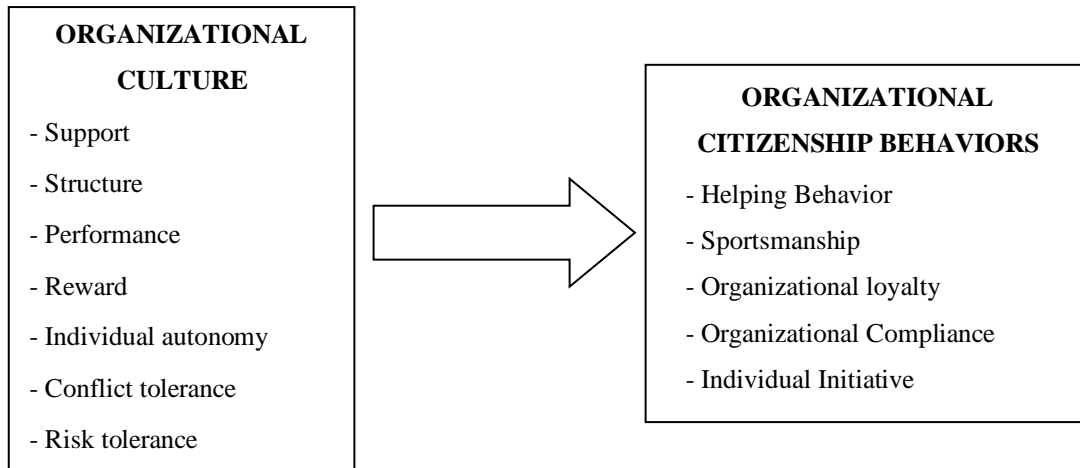 ORGANIZATIONAL
CULTURE
- Support
- Structure
- Performance
- Reward
- Individual autonomy
- Conflict tolerance
- Risk tolerance
ORGANIZATIONAL
CITIZENSHIP BEHAVIORS
- Helping Behavior
- Sportsmanship
- Organizational loyalty
- Organizational Compliance
- Individual Initiative